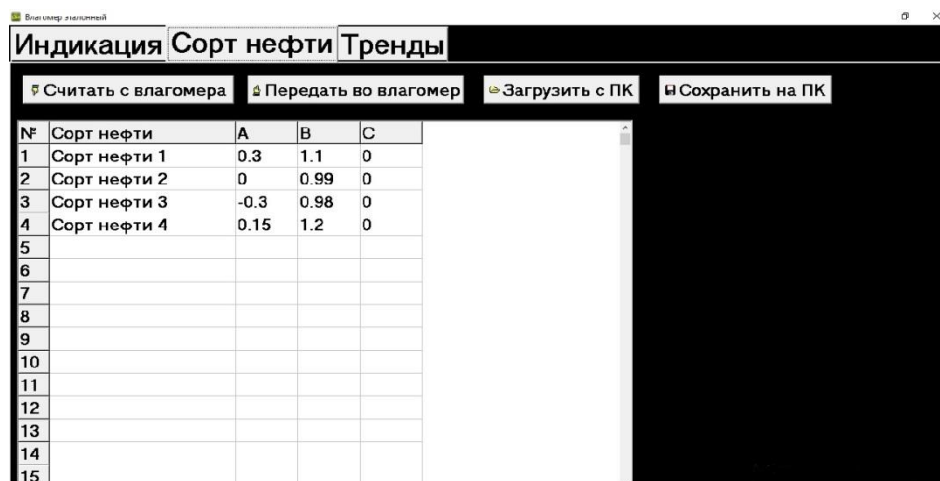 Влагомер эталонный
Индикация Сорт нефти Тренды
Считать с влагомера Передать во влагомер Загрузить с ПК Сохранить на ПК
№ Сорт нефти A B C
1 Сорт нефти 1 0.3 1.1 0
2 Сорт нефти 2 0 0.99 0
3 Сорт нефти 3 -0.3 0.98 0
4 Сорт нефти 4 0.15 1.2 0
5
6
7
8
9
10
11
12
13
14
15